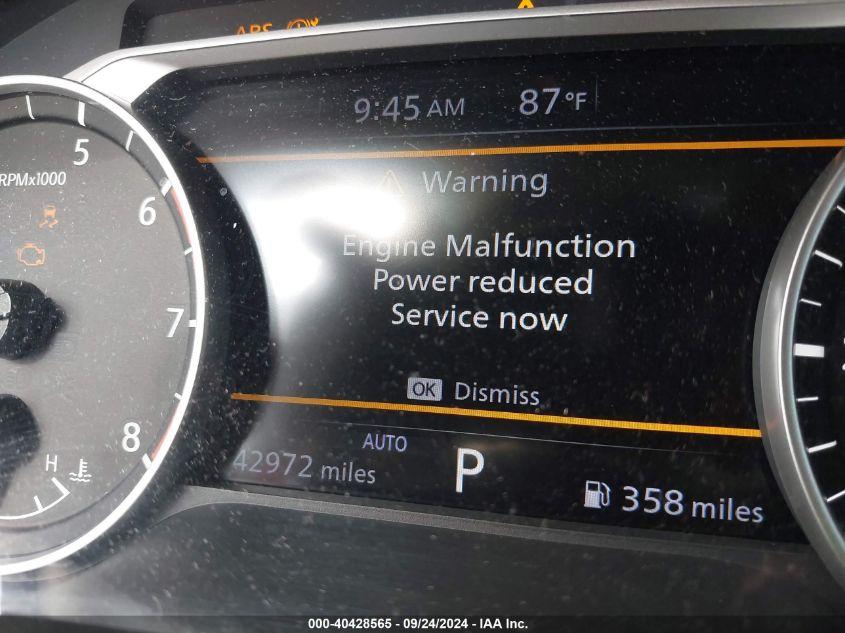 ABS
9:45 AM 87°F
5
RPMx1000
Warning
6
Engine Malfunction
Power reduced
Service now
7
OK Dismiss
8
AUTO
H
42972 miles
P
358 miles
000-40428565 - 09/24/2024 - IAA Inc.